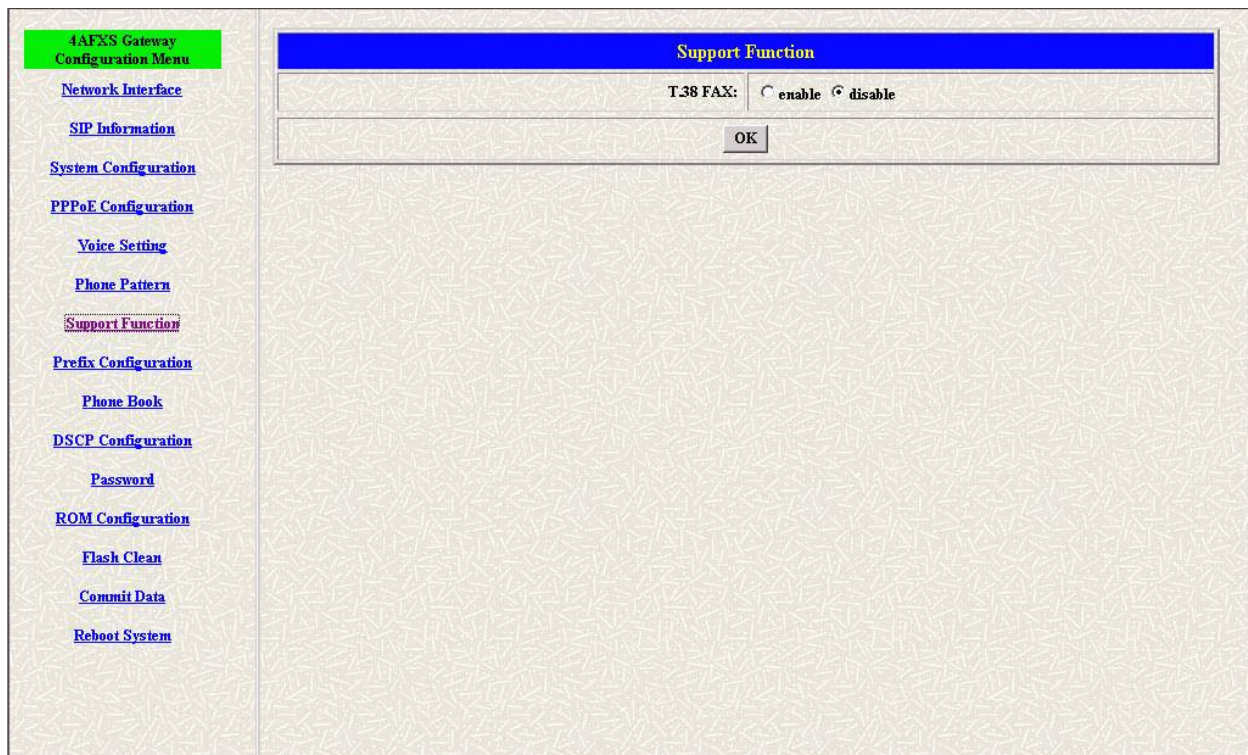 4AFXS Gateway
Configuration Menu
Network Interface
SIP Information
System Configuration
PPPoE Configuration
Voice Setting
Phone Pattern
Support Function
Prefix Configuration
Phone Book
DSCP Configuration
Password
ROM Configuration
Flash Clean
Commit Data
Reboot System
Support Function
T.38 FAX: enable disable
OK